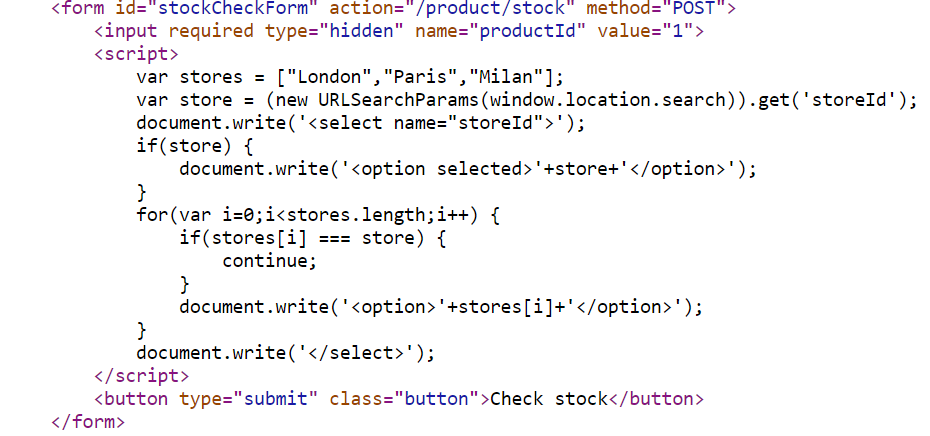 <form id="stockCheckForm" action="/product/stock" method="POST">
<input required type="hidden" name="productId" value="1">
<script>
var stores = ["London","Paris","Milan"];
var store = (new URLSearchParams(window.location.search)).get('storeId');
document.write('<select name="storeId">');
if(store) {
document.write('<option selected>'+store+'</option>');
}
for(var i=0;i<stores.length;i++) {
if(stores[i] === store) {
continue;
}
document.write('<option>'+stores[i]+'</option>');
}
document.write('</select>');
</script>
<button type="submit" class="button">Check stock</button>
</form>